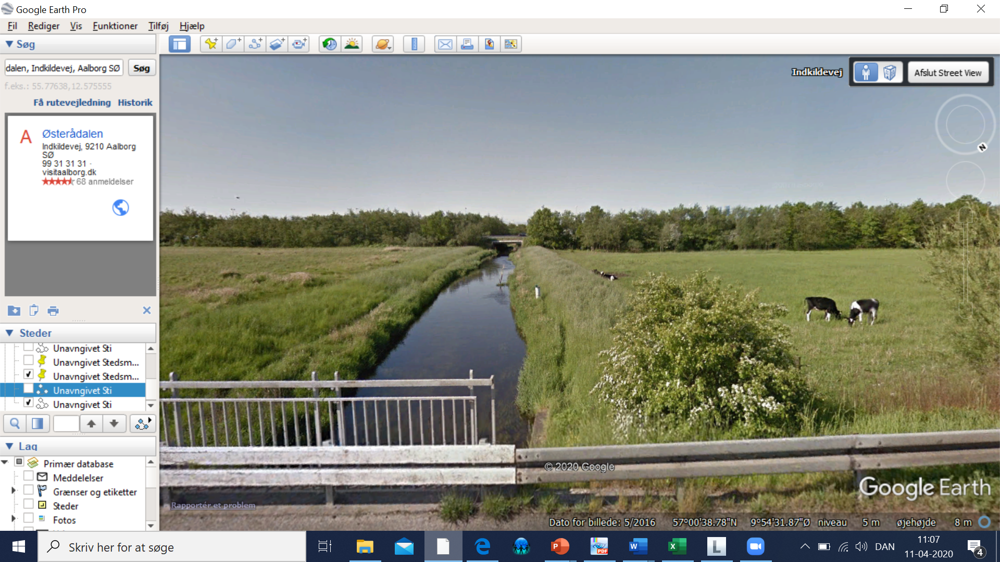 Google Earth Pro
Fil Rediger Vis Funktioner Tilføj Hjælp
Søg
dalen, Indkildevej, Aalborg SØ Søg
f.eks.: 55.77638,12.575555
Få rutevejledning Historik
A Østerådalen
Indkildevej, 9210 Aalborg
SØ
99 31 31 31 -
visitaalborg.dk
68 anmeldelser
Steder
Unavngivet Sti
Unavngivet Stedsm...
Unavngivet Stedsm...
Unavngivet Sti
Unavngivet Sti
Lag
Primær database
Meddelelser
Grænser og etiketter
Steder
Fotos
Indkildevej
Afslut Street View
N
© 2020 Google
Google Earth
Rapportér et problem
Dato for billede: 5/2016 57°00'38.78"N 9°54'31.87"Ø niveau 5 m øjehøjde 8 m
Skriv her for at søge
P
PDF
W
X
L
DAN
11:07
11-04-2020
4